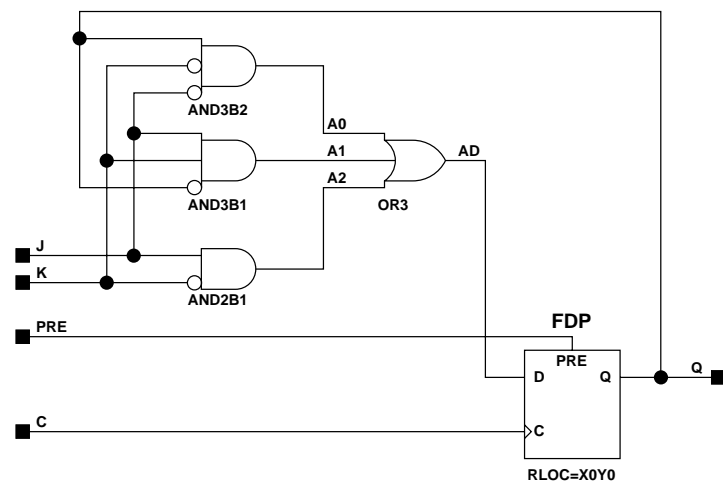 AND3B2
A0
A1
AD
A2
AND3B1
OR3
J
K
AND2B1
PRE
FDP
PRE
D
Q
Q
C
C
RLOC=X0Y0